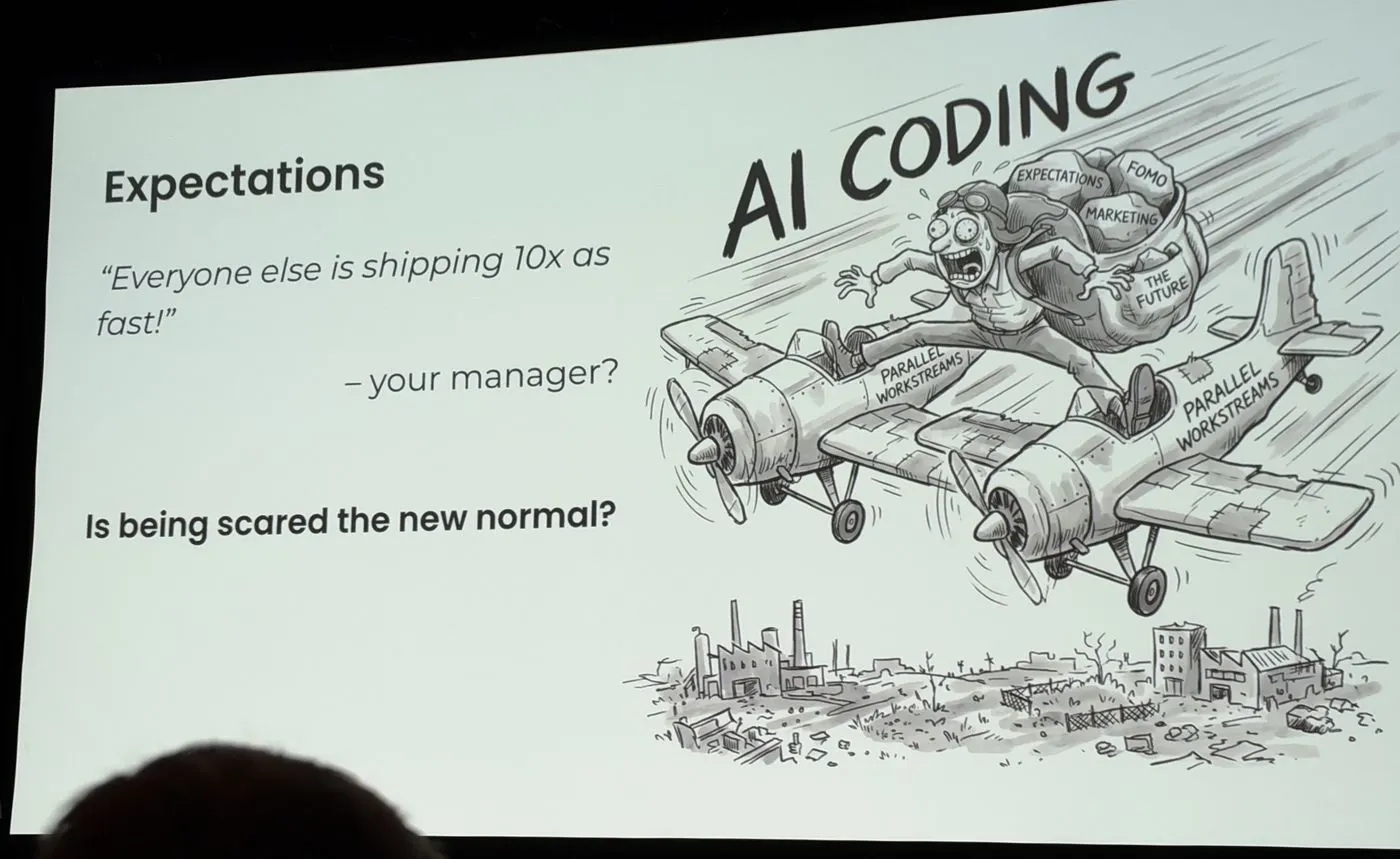 Expectations
“Everyone else is shipping 10x as
fast!”
– your manager?
Is being scared the new normal?
AI CODING
EXPECTATIONS
FOMO
MARKETING
THE
FUTURE
PARALLEL
WORKSTREAMS
PARALLEL
WORKSTREAMS